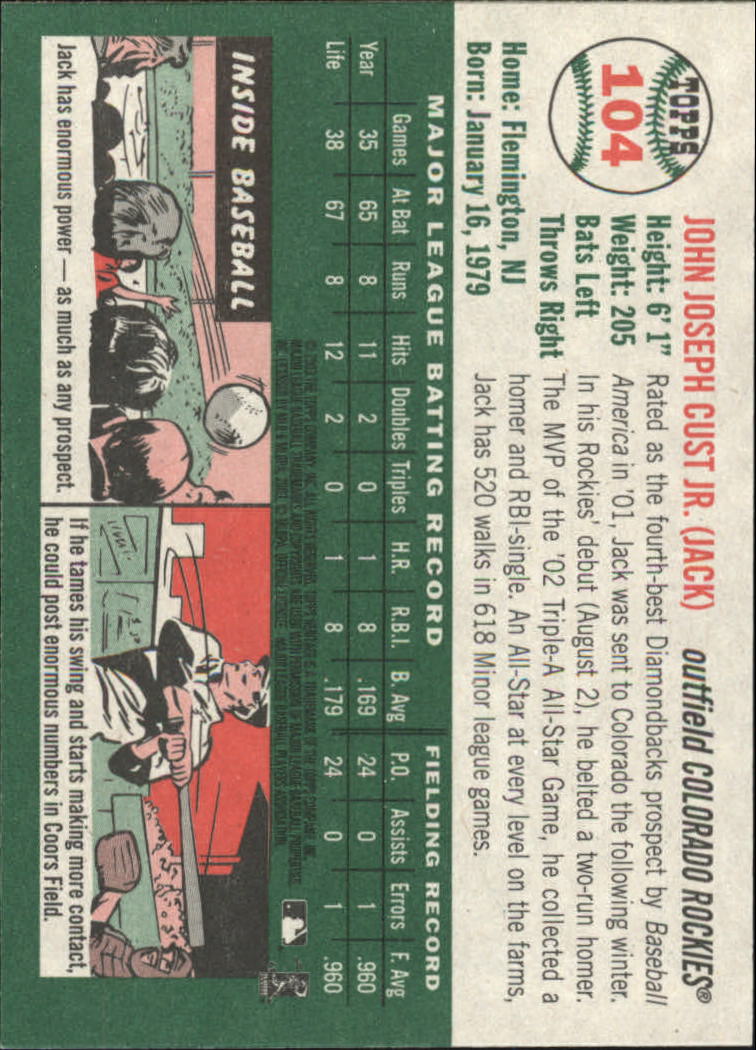 TOPPS
104
JOHN JOSEPH CUST JR. (JACK) outfield COLORADO ROCKIES®
Height: 6' 1"
Weight: 205
Bats Left
Throws Right
Home: Flemington, NJ
Born: January 16, 1979
Rated as the fourth-best Diamondbacks prospect by Baseball
America in '01, Jack was sent to Colorado the following winter.
In his Rockies' debut (August 2), he belted a two-run homer.
The MVP of the '02 Triple-A All-Star Game, he collected a
homer and RBI-single. An All-Star at every level on the farms,
Jack has 520 walks in 618 Minor league games.
MAJOR LEAGUE BATTING RECORD FIELDING RECORD
Games At Bat Runs Hits Doubles Triples H.R. R.B.I. B. Avg P.O. Assists Errors F. Avg
Year 35 65 8 11 2 0 1 8 .169 24 0 1 .960
Life 38 67 8 12 2 0 1 8 .179 24 0 1 .960
INSIDE BASEBALL
Jack has enormous power — as much as any prospect.
If he tames his swing and starts making more contact,
he could post enormous numbers in Coors Field.